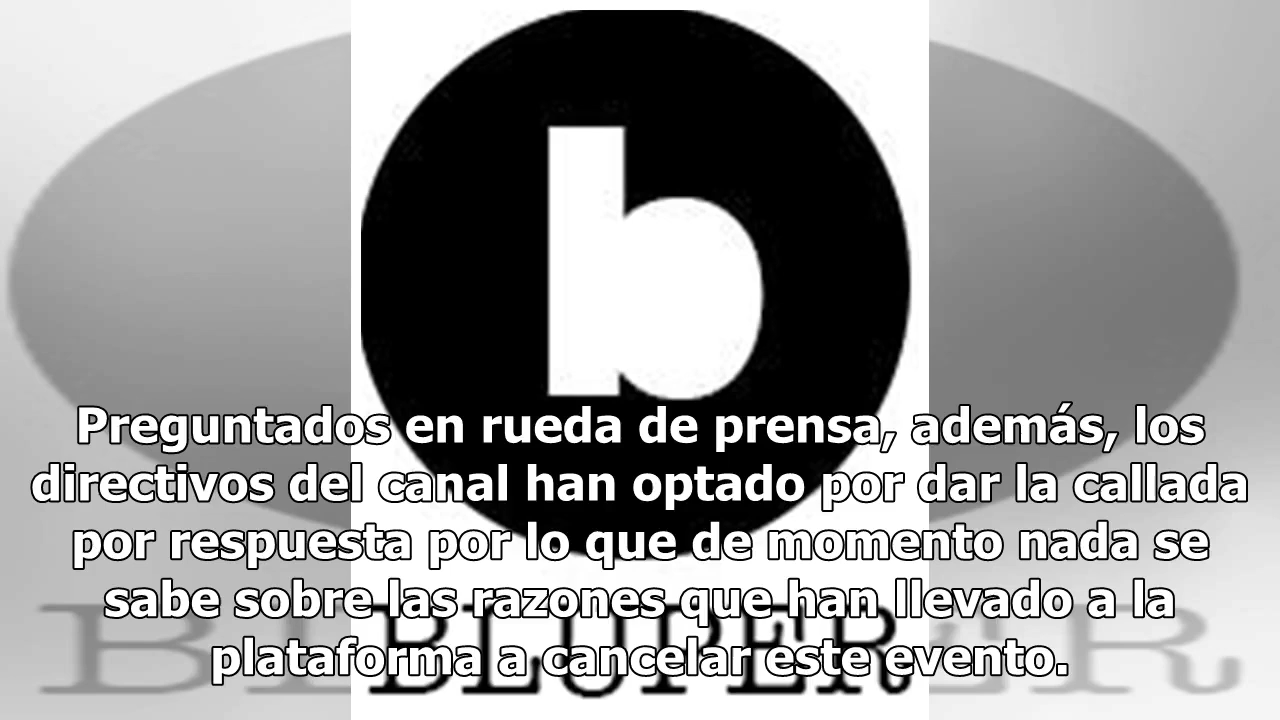 b
Preguntados en rueda de prensa, además, los
directivos del canal han optado por dar la callada
por respuesta por lo que de momento nada se
sabe sobre las razones que han llevado a la
plataforma a cancelar este evento.
BLUPER